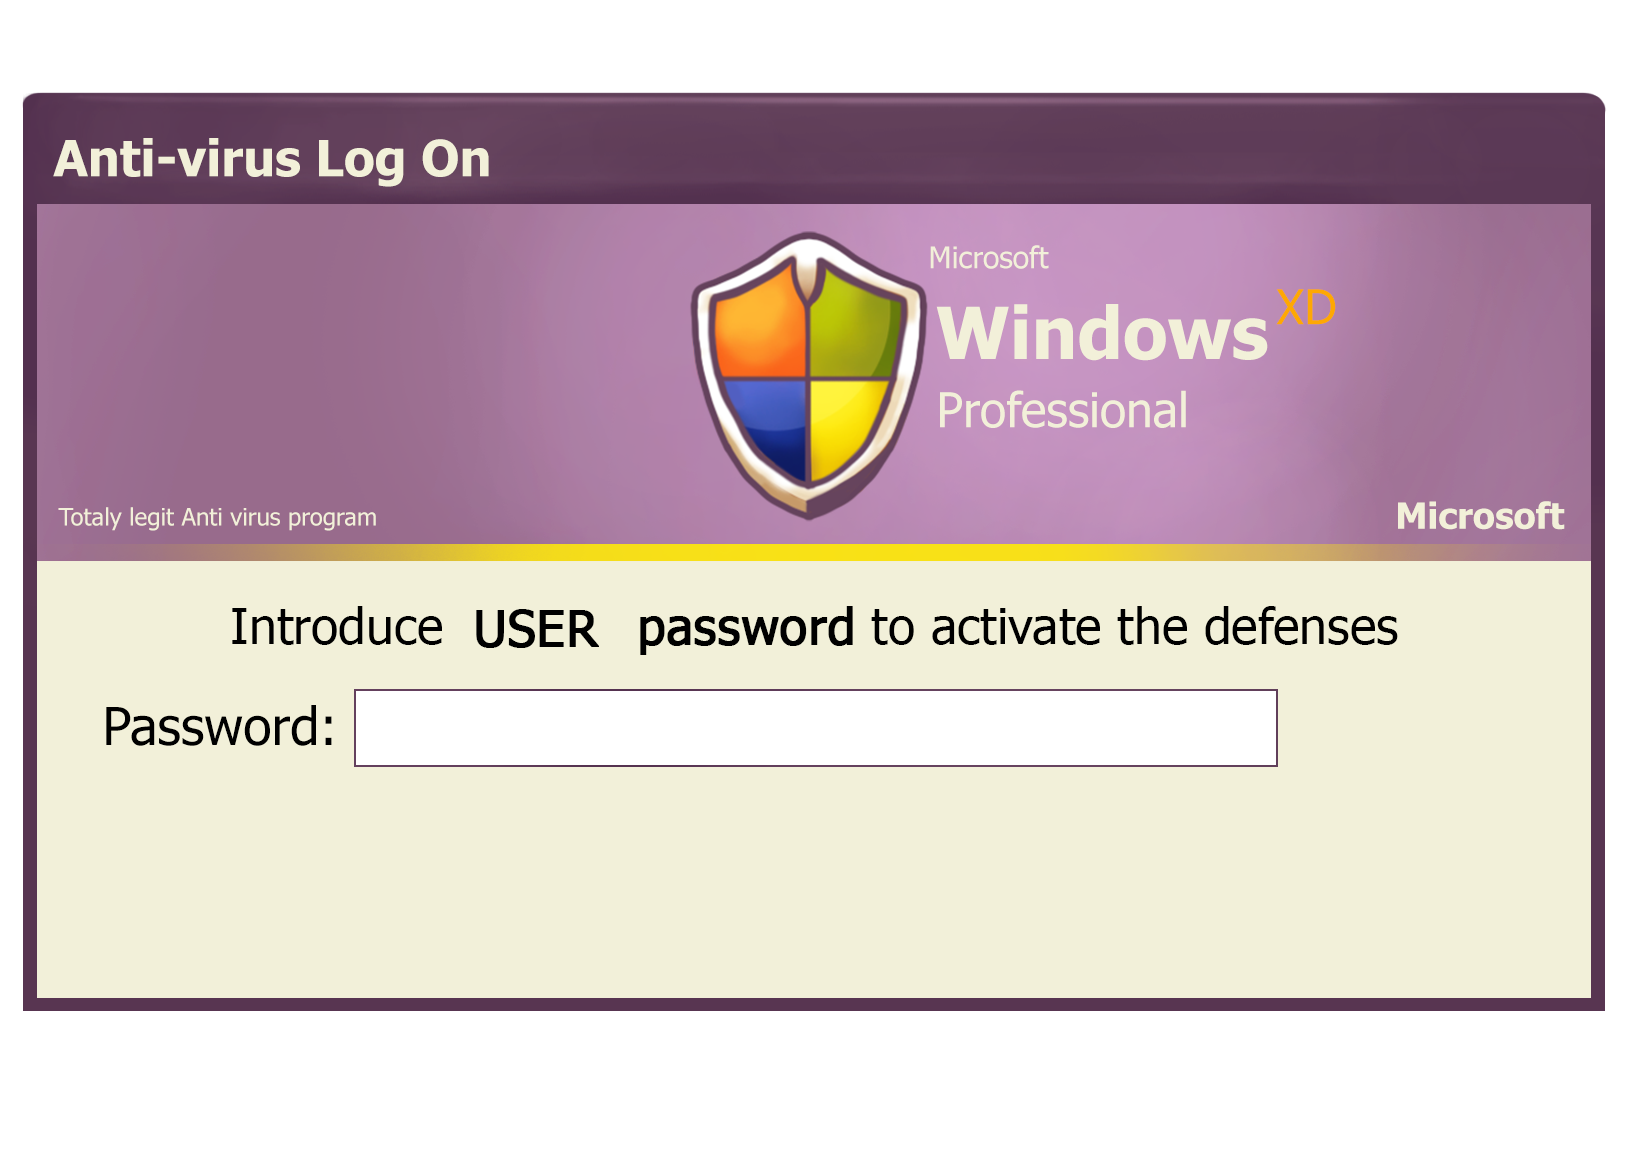 Anti-virus Log On
Microsoft
Windows XD
Professional
Totaly legit Anti virus program
Microsoft
Introduce USER password to activate the defenses
Password: